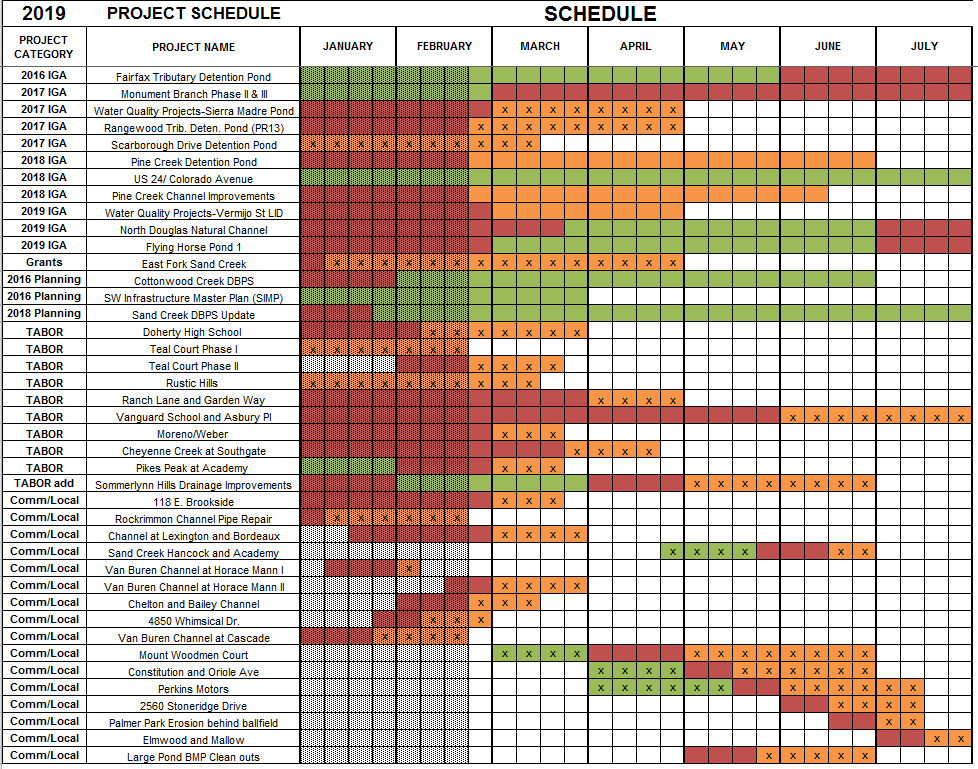 2019 PROJECT SCHEDULE SCHEDULE
PROJECT CATEGORY PROJECT NAME JANUARY FEBRUARY MARCH APRIL MAY JUNE JULY
2016 IGA Fairfax Tributary Detention Pond
2017 IGA Monument Branch Phase II & III
2017 IGA Water Quality Projects-Sierra Madre Pond x x x x x x x x
2017 IGA Rangewood Trib. Deten. Pond (PR13) x x x x x x x x x
2017 IGA Scarborough Drive Detention Pond x x x x x x x x x x
2018 IGA Pine Creek Detention Pond
2018 IGA US 24/ Colorado Avenue
2018 IGA Pine Creek Channel Improvements
2019 IGA Water Quality Projects-Vermijo St LID
2019 IGA North Douglas Natural Channel
2019 IGA Flying Horse Pond 1
Grants East Fork Sand Creek x x x x x x x x x x x x x x x
2016 Planning Cottonwood Creek DBPS
2016 Planning SW Infrastructure Master Plan (SIMP)
2018 Planning Sand Creek DBPS Update
TABOR Doherty High School x x x x x x x
TABOR Teal Court Phase I x x x x x x x
TABOR Teal Court Phase II x x x x
TABOR Rustic Hills x x x x x x x x x x
TABOR Ranch Lane and Garden Way x x x x
TABOR Vanguard School and Asbury Pl x x x x x x x x
TABOR Moreno/Weber x x x
TABOR Cheyenne Creek at Southgate x x x x
TABOR Pikes Peak at Academy x x x
TABOR add Sommerlynn Hills Drainage Improvements x x x x x x x x
Comm/Local 118 E. Brookside x x x
Comm/Local Rockrimmon Channel Pipe Repair x x x x x x
Comm/Local Channel at Lexington and Bordeaux x x x x
Comm/Local Sand Creek Hancock and Academy x x x x x x
Comm/Local Van Buren Channel at Horace Mann I x
Comm/Local Van Buren Channel at Horace Mann II x x x x
Comm/Local Chelton and Bailey Channel x x x
Comm/Local 4850 Whimsical Dr. x x x
Comm/Local Van Buren Channel at Cascade x x x x
Comm/Local Mount Woodmen Court x x x x x x x x x x x x
Comm/Local Constitution and Oriole Ave x x x x x x x x x x
Comm/Local Perkins Motors x x x x x x x x x x x x
Comm/Local 2560 Stoneridge Drive x x x x
Comm/Local Palmer Park Erosion behind ballfield x x
Comm/Local Elmwood and Mallow x x
Comm/Local Large Pond BMP Clean outs x x x x x